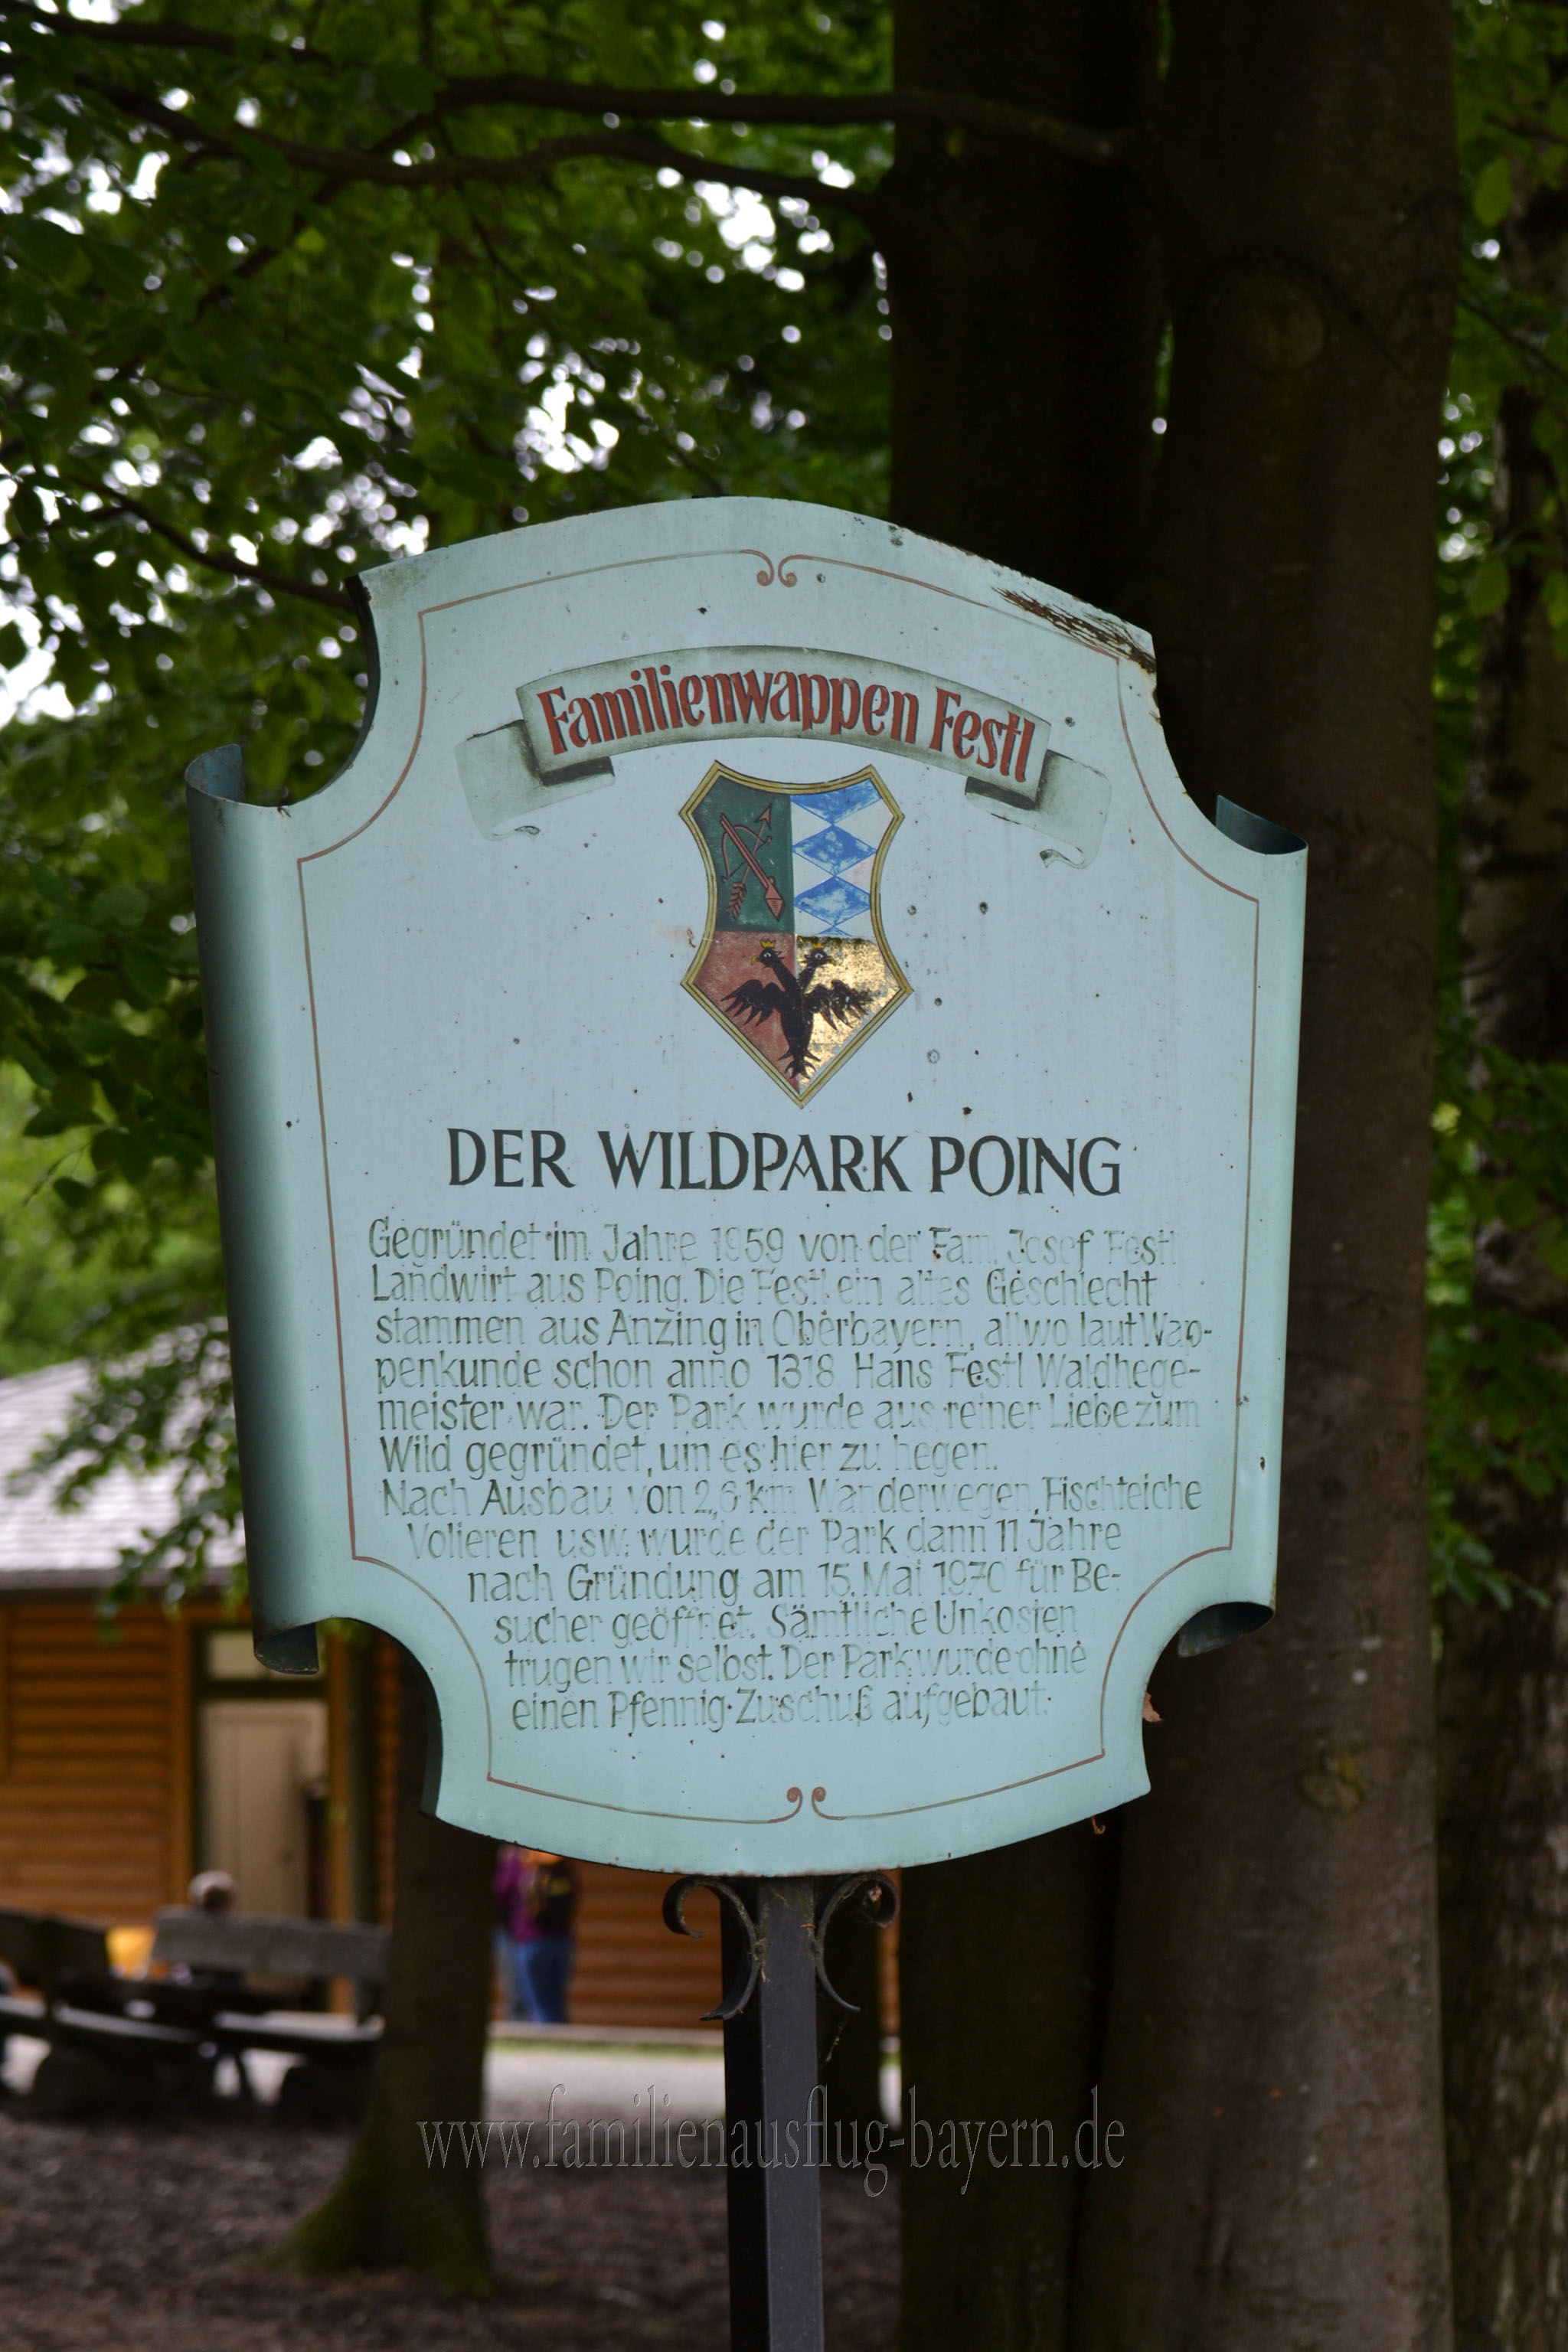 Familienwappen Festl
DER WILDPARK POING
Gegründet im Jahre 1959 von der Fam. Josef Festl
Landwirt aus Poing. Die Festl ein altes Geschlecht
stammen aus Anzing in Oberbayern, allwo laut Wap-
penkunde schon anno 1318 Hans Festl Waldhege-
meister war. Der Park wurde aus reiner Liebe zum
Wild gegründet, um es hier zu hegen.
Nach Ausbau von 2,6 km Wanderwegen, Fischteiche
Volieren usw. wurde der Park dann 11 Jahre
nach Gründung am 15. Mai 1970 für Be-
sucher geöffnet. Sämtliche Unkosten
trugen wir selbst. Der Park wurde ohne
einen Pfennig Zuschuß aufgebaut.
www.familienausflug-bayern.de